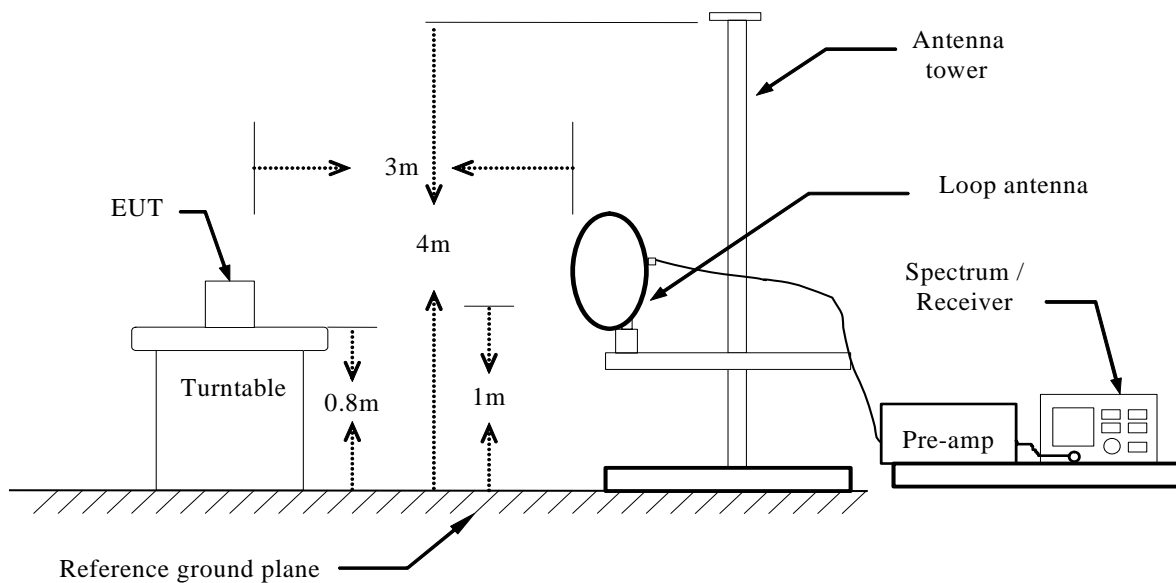 Antenna
tower
3m
Loop antenna
EUT
4m
Spectrum /
Receiver
Turntable
0.8m
1m
Pre-amp
Reference ground plane